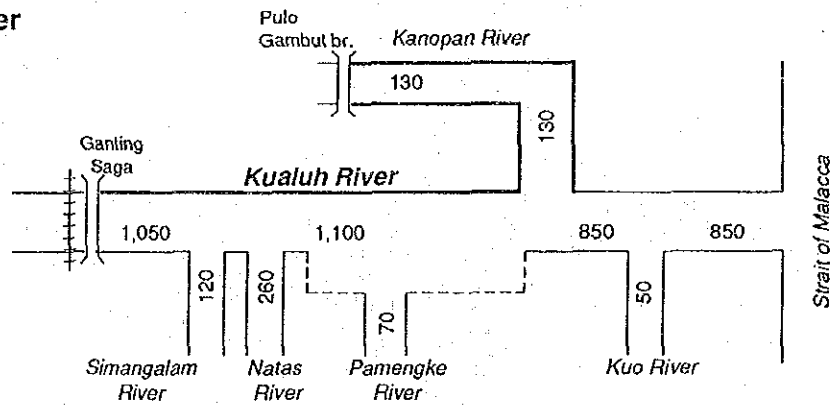 er
Pulo
Gambut br.
Kanopan River
130
130
Ganting
Saga
Kualuh River
1,050
1,100
850
850
120
260
70
50
Strait of Malacca
Simangalam
River
Natas
River
Pamengke
River
Kuo River